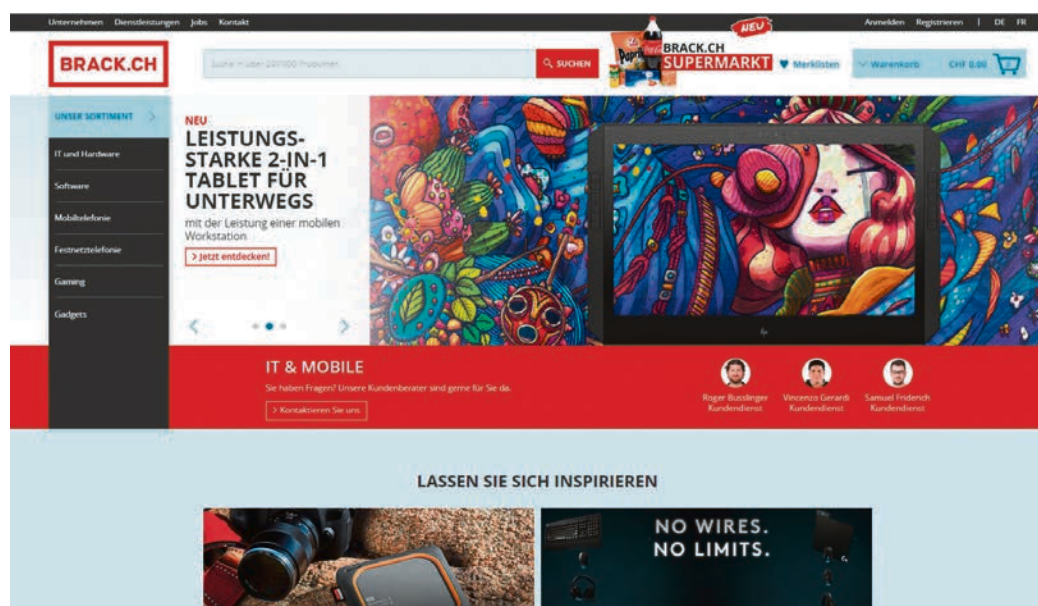 Unternehmen Dienstleistungen Jobs Kontakt
Anmelden Registrieren | DE FR
BRACK.CH
SUCHEN
NEU
BRACK.CH
SUPERMARKT
Merklisten
Warenkorb
CHF 0.00
UNSER SORTIMENT
IT und Hardware
Software
Mobiltelefonie
Festnetztelefonie
Gaming
Gadgets
NEU
LEISTUNGS-
STARKE 2-IN-1
TABLET FÜR
UNTERWEGS
mit der Leistung einer mobilen
Workstation
> Jetzt entdecken!
hp
IT & MOBILE
Sie haben Fragen? Unsere Kundenberater sind gerne für Sie da.
> Kontaktieren Sie uns
Roger Busslinger
Kundendienst
Vincenzo Gerardi
Kundendienst
Samuel Friderich
Kundendienst
LASSEN SIE SICH INSPIRIEREN
NO WIRES.
NO LIMITS.